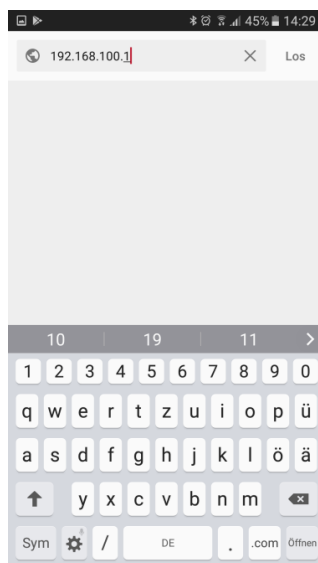 45% 14:29
192.168.100.1 Los
10 19 11
1 2 3 4 5 6 7 8 9 0
q w e r t z u i o p ü
a s d f g h j k l ö ä
y x c v b n m
Sym / DE . .com Öffnen